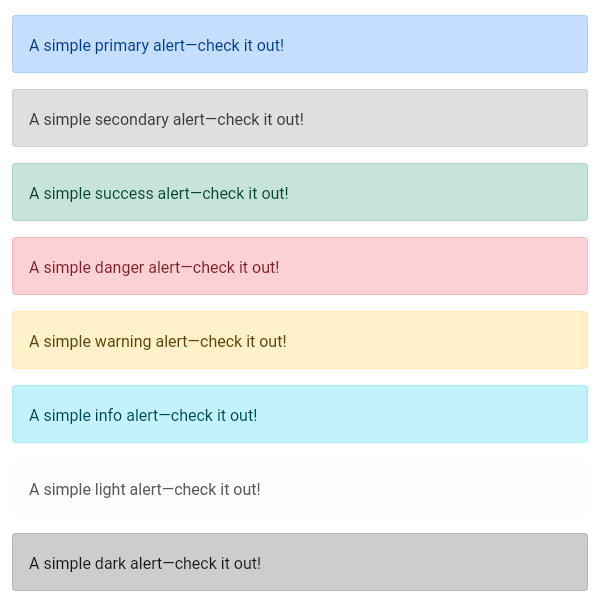 A simple primary alert—check it out!
A simple secondary alert—check it out!
A simple success alert—check it out!
A simple danger alert—check it out!
A simple warning alert—check it out!
A simple info alert—check it out!
A simple light alert—check it out!
A simple dark alert—check it out!